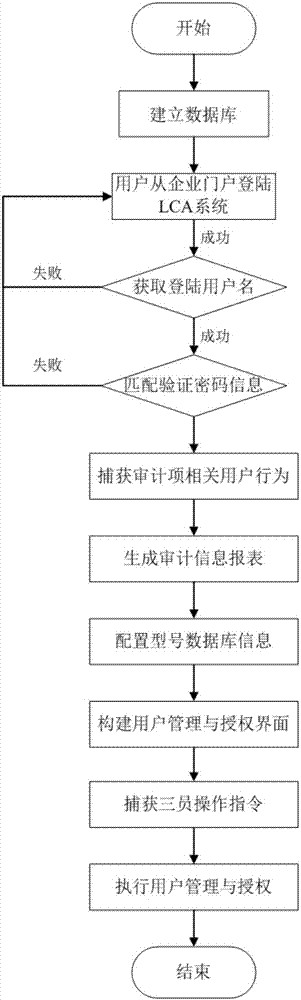 开始
建立数据库
用户从企业门户登陆
LCA系统
成功
失败
获取登陆用户名
成功
失败
匹配验证密码信息
捕获审计项相关用户行为
生成审计信息报表
配置型号数据库信息
构建用户管理与授权界面
捕获三员操作指令
执行用户管理与授权
结束